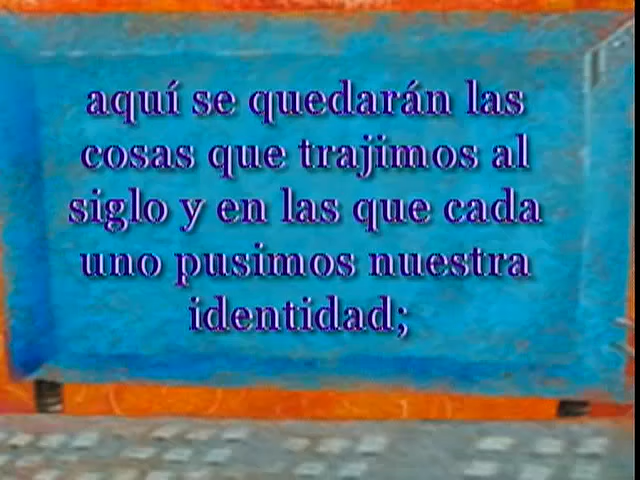 aquí se quedarán las
cosas que trajimos al
siglo y en las que cada
uno pusimos nuestra
identidad;